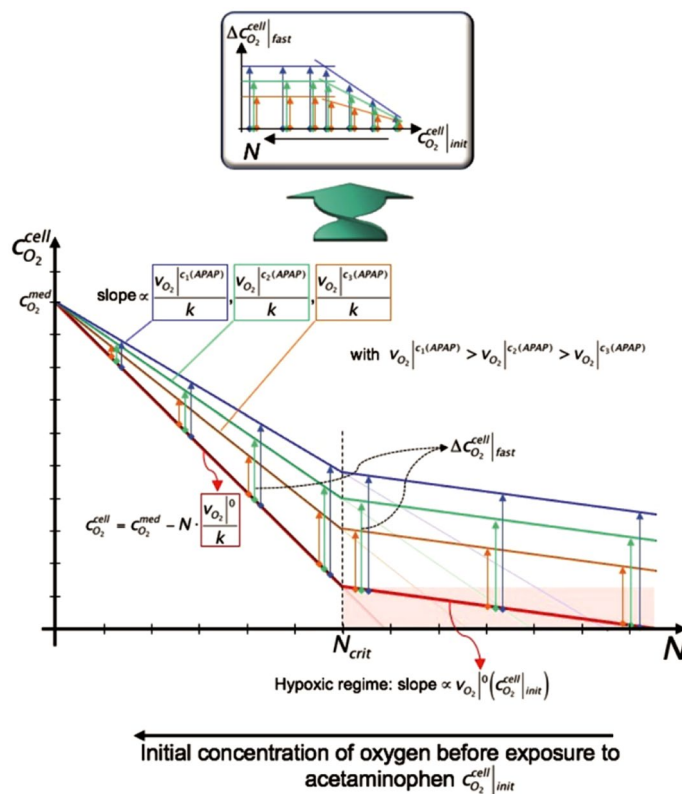 ΔC_{O_2}^{cell}|_{fast}
C_{O_2}^{cell}|_{init}
N
C_{O_2}^{cell}
C_{O_2}^{med}
slope ∝ \frac{v_{O_2}|^{c_1(APAP)}}{k}, \frac{v_{O_2}|^{c_2(APAP)}}{k}, \frac{v_{O_2}|^{c_3(APAP)}}{k}
with v_{O_2}|^{c_1(APAP)} > v_{O_2}|^{c_2(APAP)} > v_{O_2}|^{c_3(APAP)}
ΔC_{O_2}^{cell}|_{fast}
C_{O_2}^{cell} = C_{O_2}^{med} − N · \frac{v_{O_2}|^0}{k}
N_{crit}
N
Hypoxic regime: slope ∝ v_{O_2}|^0(C_{O_2}^{cell}|_{init})
Initial concentration of oxygen before exposure to
acetaminophen C_{O_2}^{cell}|_{init}